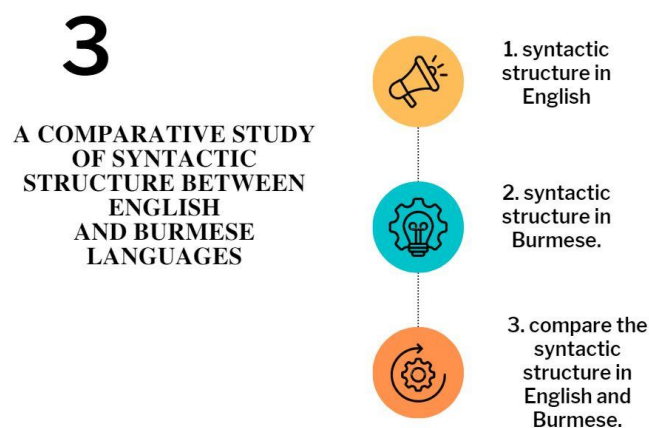 3
A COMPARATIVE STUDY
OF SYNTACTIC
STRUCTURE BETWEEN
ENGLISH
AND BURMESE
LANGUAGES
1. syntactic
structure in
English
2. syntactic
structure in
Burmese.
3. compare the
syntactic
structure in
English and
Burmese.